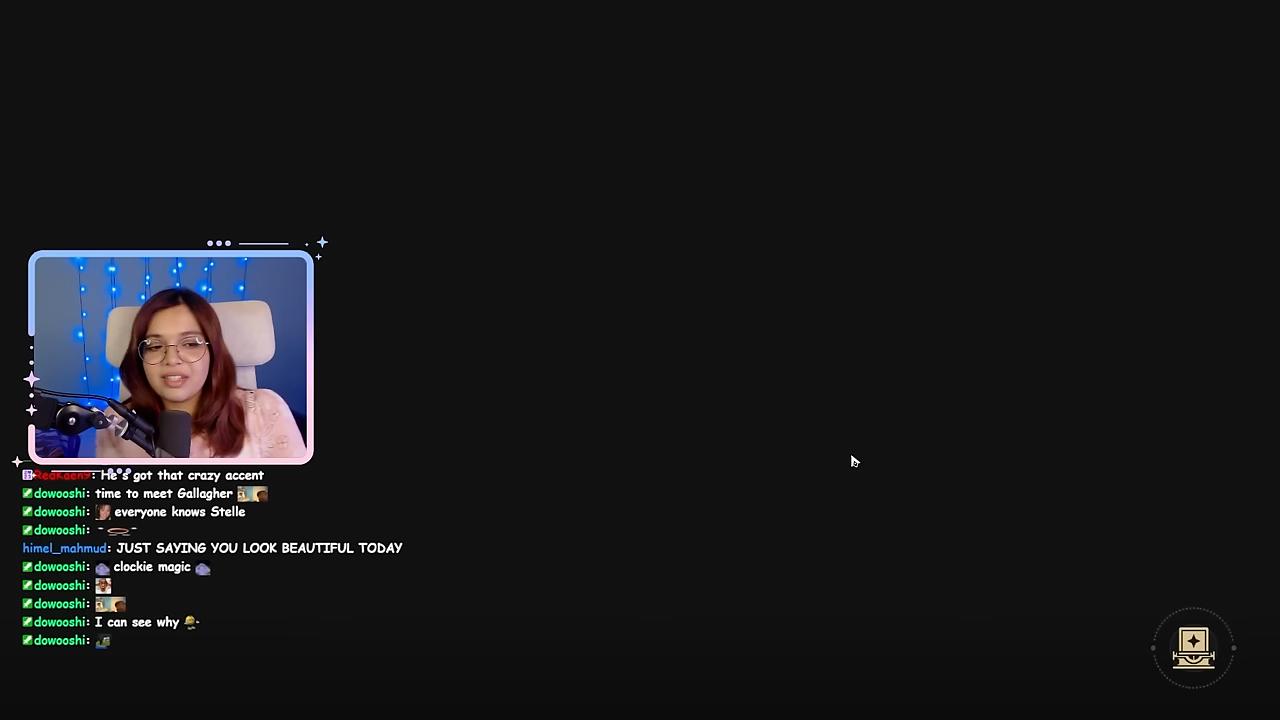 RedKaeny: He's got that crazy accent
dowooshi: time to meet Gallagher
dowooshi: everyone knows Stelle
dowooshi:
himel_mahmud: JUST SAYING YOU LOOK BEAUTIFUL TODAY
dowooshi: clockie magic
dowooshi:
dowooshi:
dowooshi: I can see why
dowooshi: